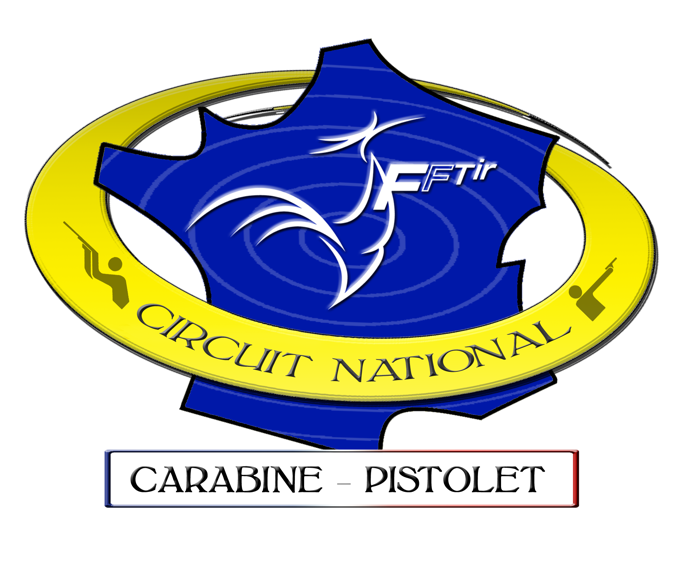 FFTir
CIRCUIT NATIONAL
CARABINE - PISTOLET